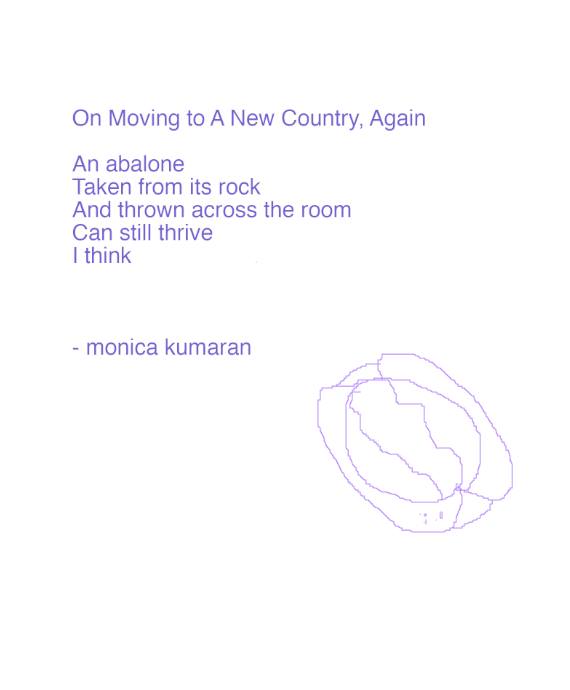 On Moving to A New Country, Again
An abalone
Taken from its rock
And thrown across the room
Can still thrive
I think
- monica kumaran